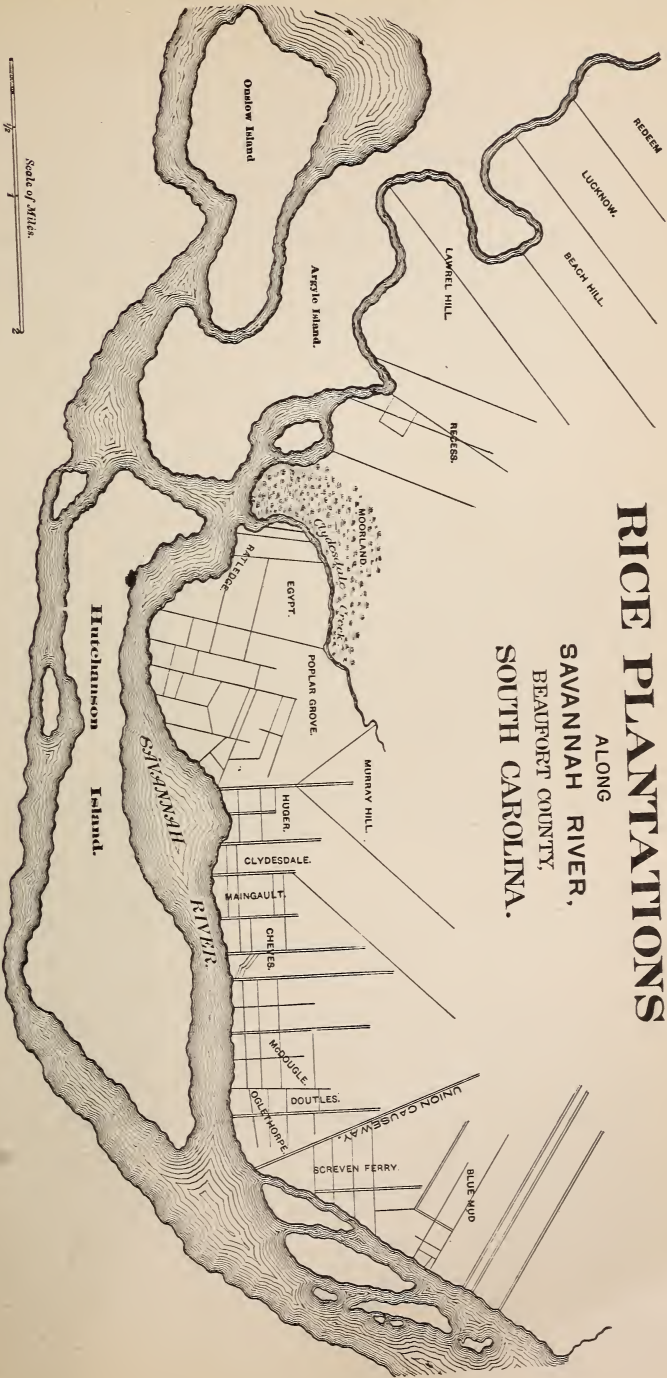 RICE PLANTATIONS
ALONG
SAVANNAH RIVER,
BEAUFORT COUNTY,
SOUTH CAROLINA.
REDEEM
LUCKNOW.
BEACH HILL
LAWREL HILL.
RECESS.
Onslow Island
Argyle Island.
MOORLAND.
Clydesdale Creek
RATLEDGE.
EGYPT.
POPLAR GROVE.
MURRAY HILL.
HUGER.
CLYDESDALE.
MAINGAULT.
CHEVES.
McDOUGLE.
DOUTLES.
OGLETHORPE.
UNION CAUSEWAY.
SCREVEN FERRY.
BLUE MUD
SAVANNAH RIVER.
Hutchanson Island.
Scale of Miles.
1/2 1 2